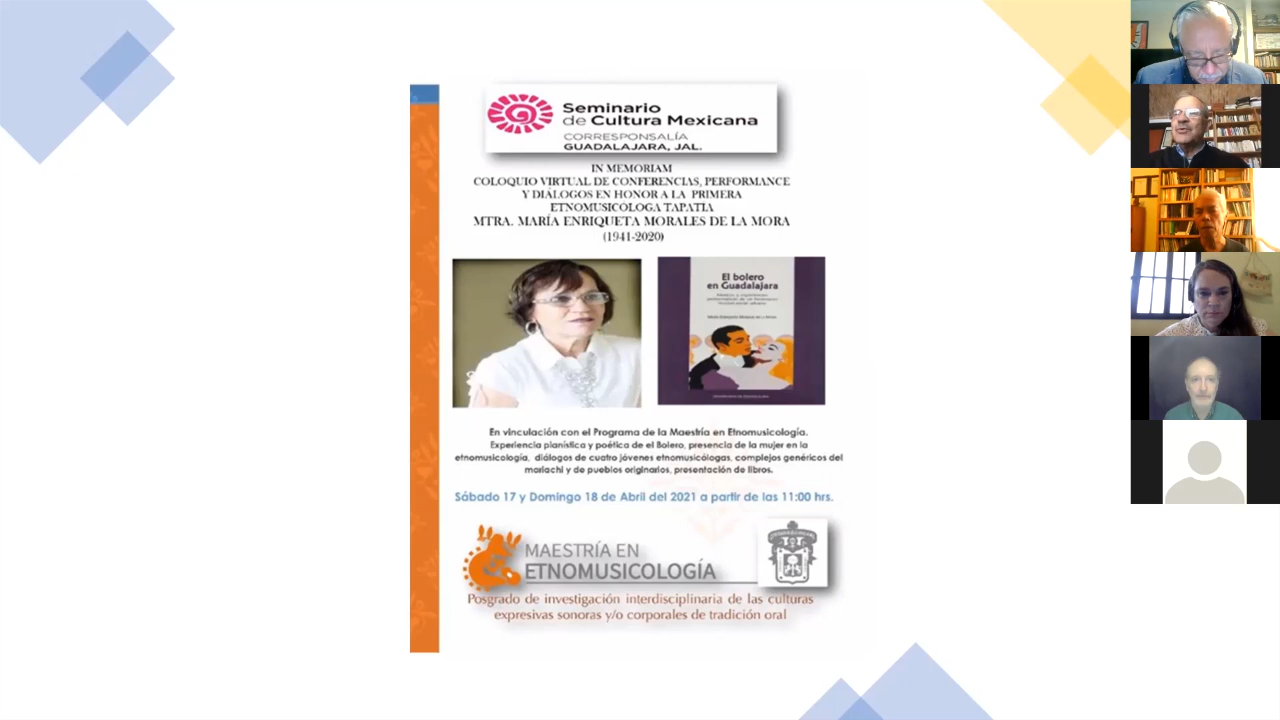 Seminario
de Cultura Mexicana
CORRESPONSALÍA
GUADALAJARA, JAL.
IN MEMORIAM
COLOQUIO VIRTUAL DE CONFERENCIAS, PERFORMANCE
Y DIÁLOGOS EN HONOR A LA PRIMERA
ETNOMUSICÓLOGA TAPATÍA
MTRA. MARÍA ENRIQUETA MORALES DE LA MORA
(1941-2020)
El bolero
en Guadalajara
En vinculación con el Programa de la Maestría en Etnomusicología.
Experiencia pianística y poética de el Bolero, presencia de la mujer en la
etnomusicología, diálogos de cuatro jóvenes etnomusicólogas, complejos genéricos del
mariachi y de pueblos originarios, presentación de libros.
Sábado 17 y Domingo 18 de Abril del 2021 a partir de las 11:00 hrs.
MAESTRÍA EN
ETNOMUSICOLOGÍA
Posgrado de investigación interdisciplinaria de las culturas
expresivas sonoras y/o corporales de tradición oral